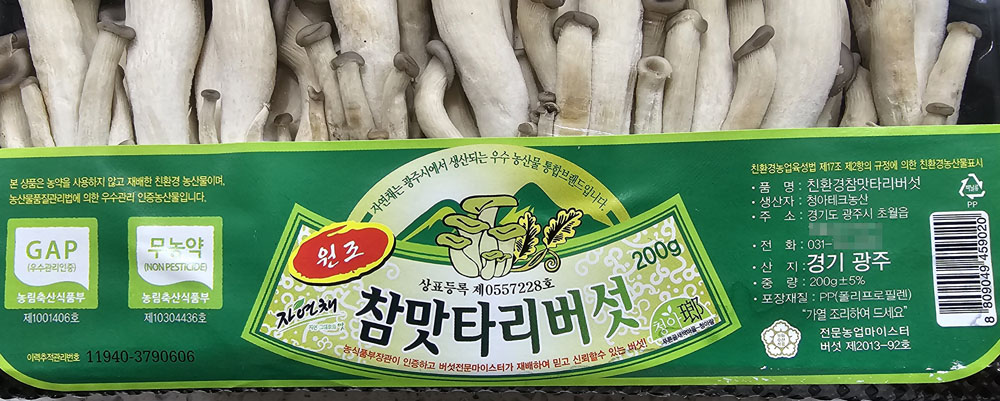 본 상품은 농약을 사용하지 않고 재배한 친환경 농산물이며,
농산물품질관리법에 의한 우수관리 인증농산물입니다.
GAP
(우수관리인증)
농림축산식품부
제1001406호
무농약
(NON PESTICIDE)
농림축산식품부
제10304436호
이력추적관리번호 11940-3790606
자연채는 광주시에서 생산되는 우수 농산물 통합브랜드입니다.
원조
200g
상표등록 제0557228호
자연채
참맛타리버섯
청아
농식품부장관이 인증하고 버섯전문마이스터가 재배하여 믿고 신뢰할수 있는 버섯!
친환경농업육성법 제17조 제2항의 규정에 의한 친환경농산물표시
· 품 명 : 친환경참맛타리버섯
· 생산자 : 청아테크농산
· 주 소 : 경기도 광주시 초월읍
· 전 화 : 031-
· 산 지 : 경기 광주
· 중 량 : 200g±5%
· 포장재질 : PP(폴리프로필렌)
"가열 조리하여 드세요"
전문농업마이스터
버섯 제2013-92호
PP
8 809049 459020